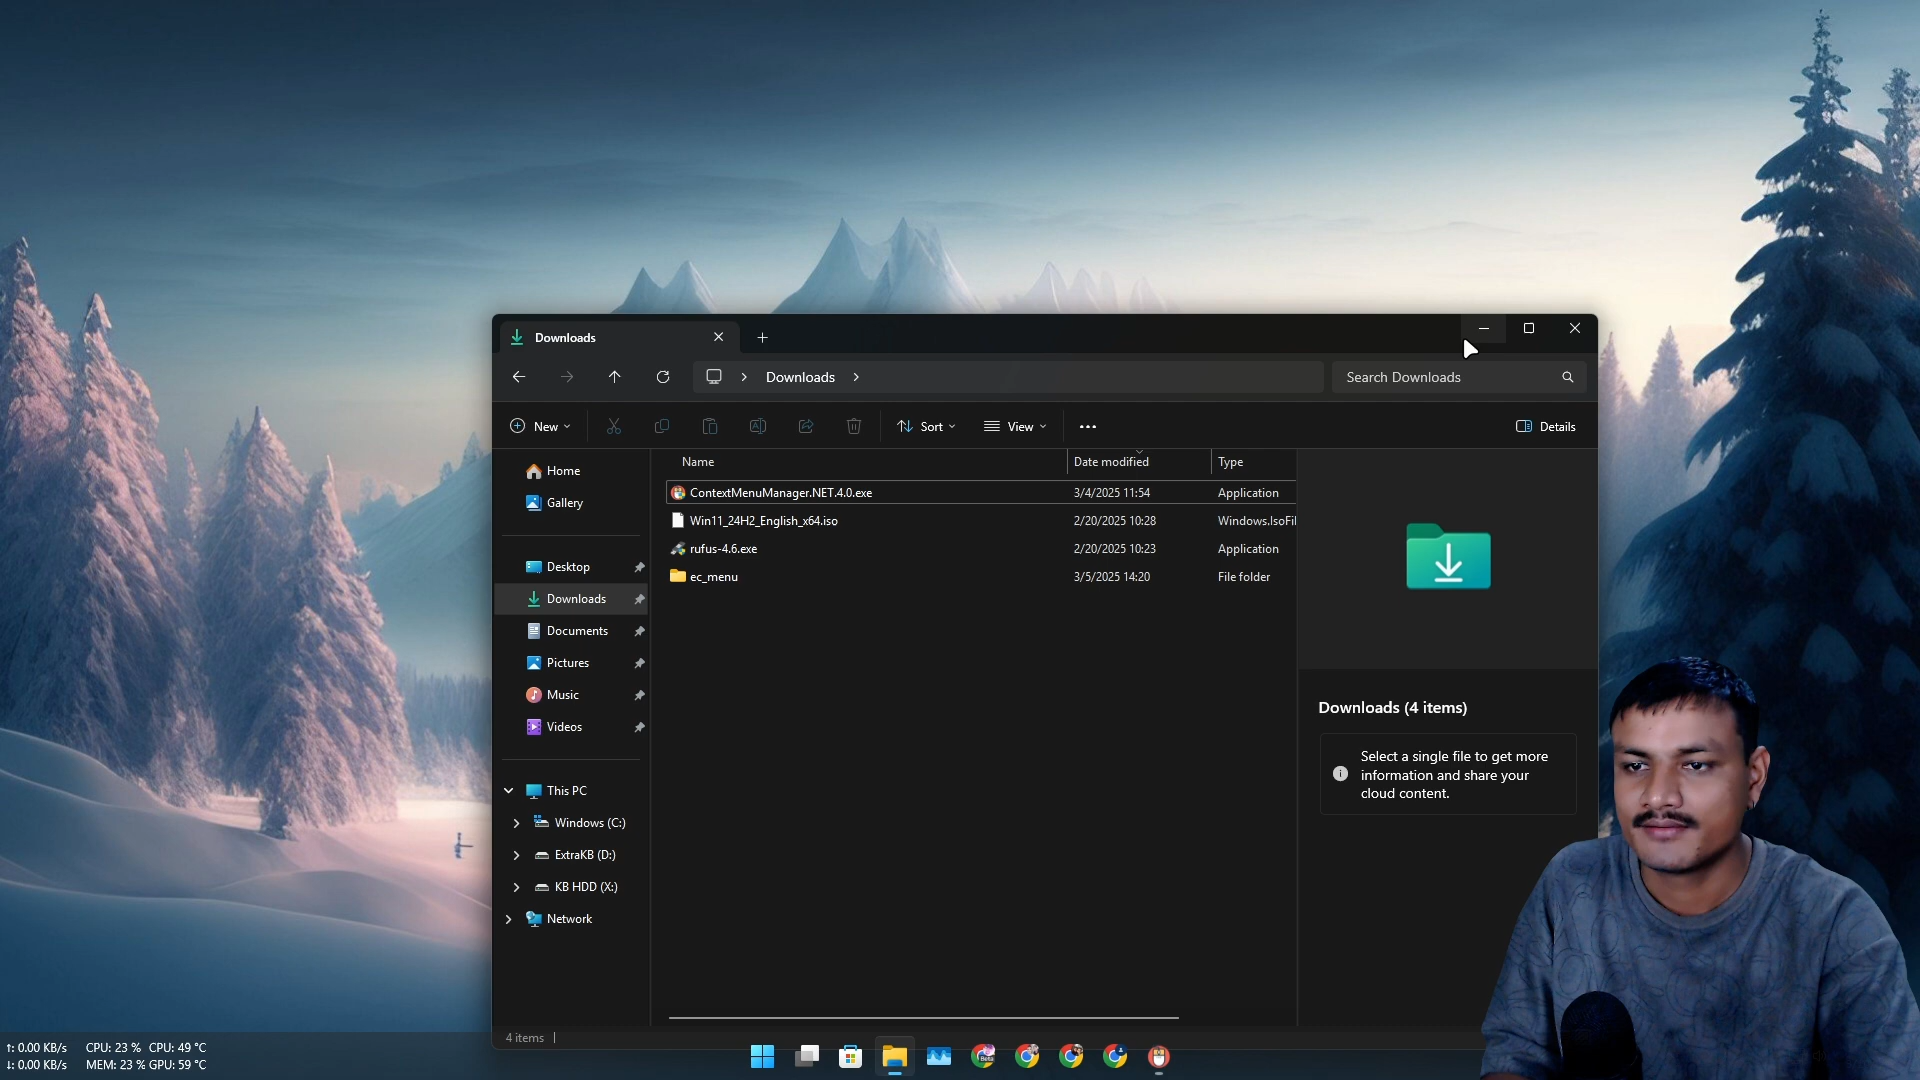 Downloads
Downloads
Search Downloads
New
Sort
View
Details
Name
Date modified
Type
ContextMenuManager.NET.4.0.exe
3/4/2025 11:54
Application
Win11_24H2_English_x64.iso
2/20/2025 10:28
Windows.IsoFil
rufus-4.6.exe
2/20/2025 10:23
Application
ec_menu
3/5/2025 14:20
File folder
Home
Gallery
Desktop
Downloads
Documents
Pictures
Music
Videos
This PC
Windows (C:)
ExtraKB (D:)
KB HDD (X:)
Network
Downloads (4 items)
Select a single file to get more
information and share your
cloud content.
4 items
↑: 0.00 KB/s CPU: 23 % CPU: 49 °C
↓: 0.00 KB/s MEM: 23 % GPU: 59 °C
Beta